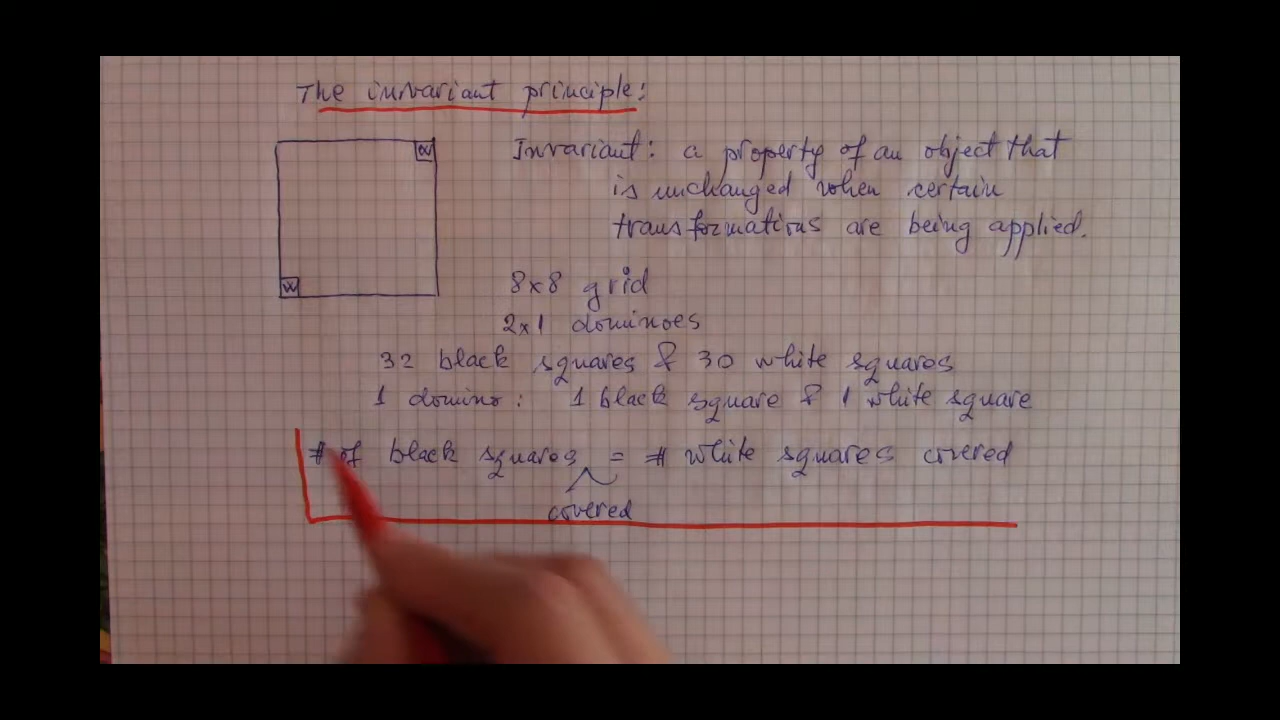 The invariant principle:
W
Invariant: a property of an object that
is unchanged when certain
transformations are being applied.
W
8x8 grid
2x1 dominoes
32 black squares & 30 white squares
1 domino: 1 black square & 1 white square
# of black squares = # white squares covered
covered